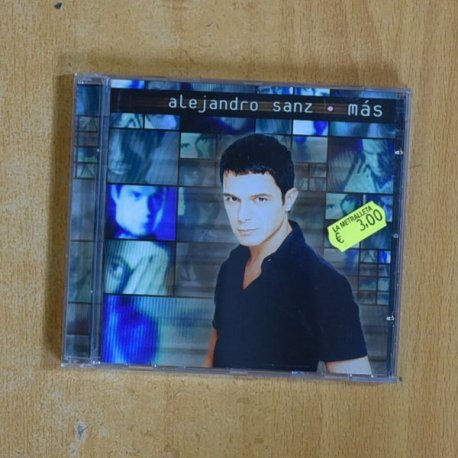 alejandro sanz • más
LA METRALLETA
€ 3,00